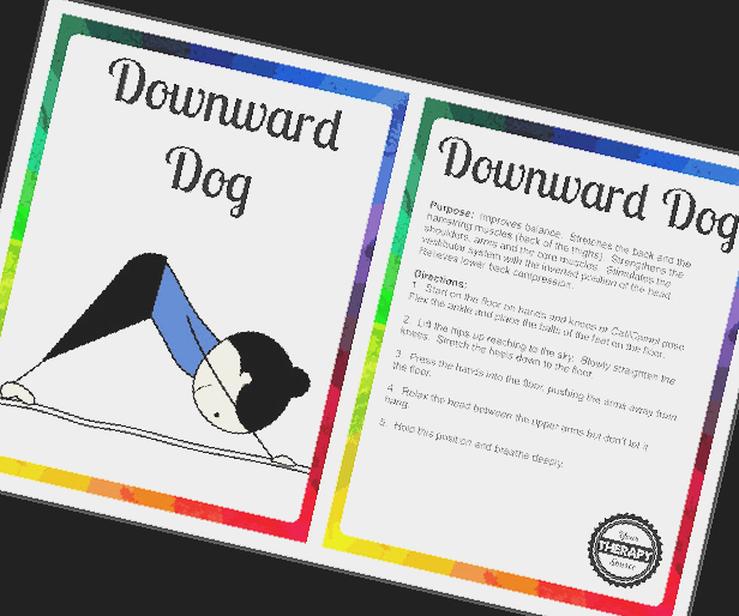 Downward
Dog
Downward Dog
Purpose: Improves balance. Stretches the back and the
hamstring muscles (back of the thighs). Strengthens the
shoulders, arms and the core muscles. Stimulates the
vestibular system with the inverted position of the head.
Relieves lower back compression.
Directions:
1. Start on the floor on hands and knees or Cat/Camel pose.
Flex the ankle and place the balls of the feet on the floor.
2. Lift the hips up reaching to the sky. Slowly straighten the
knees. Stretch the heels down to the floor.
3. Press the hands into the floor, pushing the arms away from
the floor.
4. Relax the head between the upper arms but don't let it
hang.
5. Hold this position and breathe deeply.
Your
THERAPY
Source